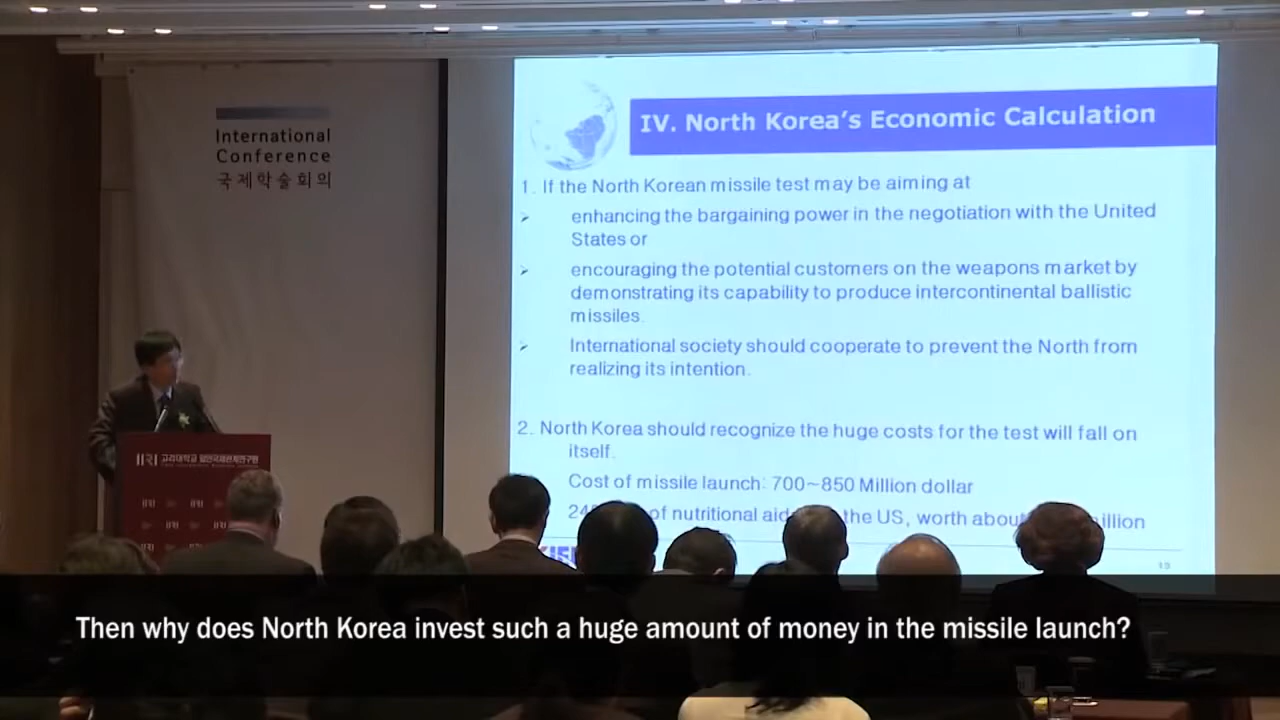 International
Conference
국제학술회의
IV. North Korea's Economic Calculation
1. If the North Korean missile test may be aiming at
➢ enhancing the bargaining power in the negotiation with the United
States or
➢ encouraging the potential customers on the weapons market by
demonstrating its capability to produce intercontinental ballistic
missiles.
➢ International society should cooperate to prevent the North from
realizing its intention.
2. North Korea should recognize the huge costs for the test will fall on
itself.
Cost of missile launch: 700~850 Million dollar
of nutritional the US, worth
19
IIRI 고려대학교 일민국제관계연구원
IIRI
IIRI
IIRI
Then why does North Korea invest such a huge amount of money in the missile launch?